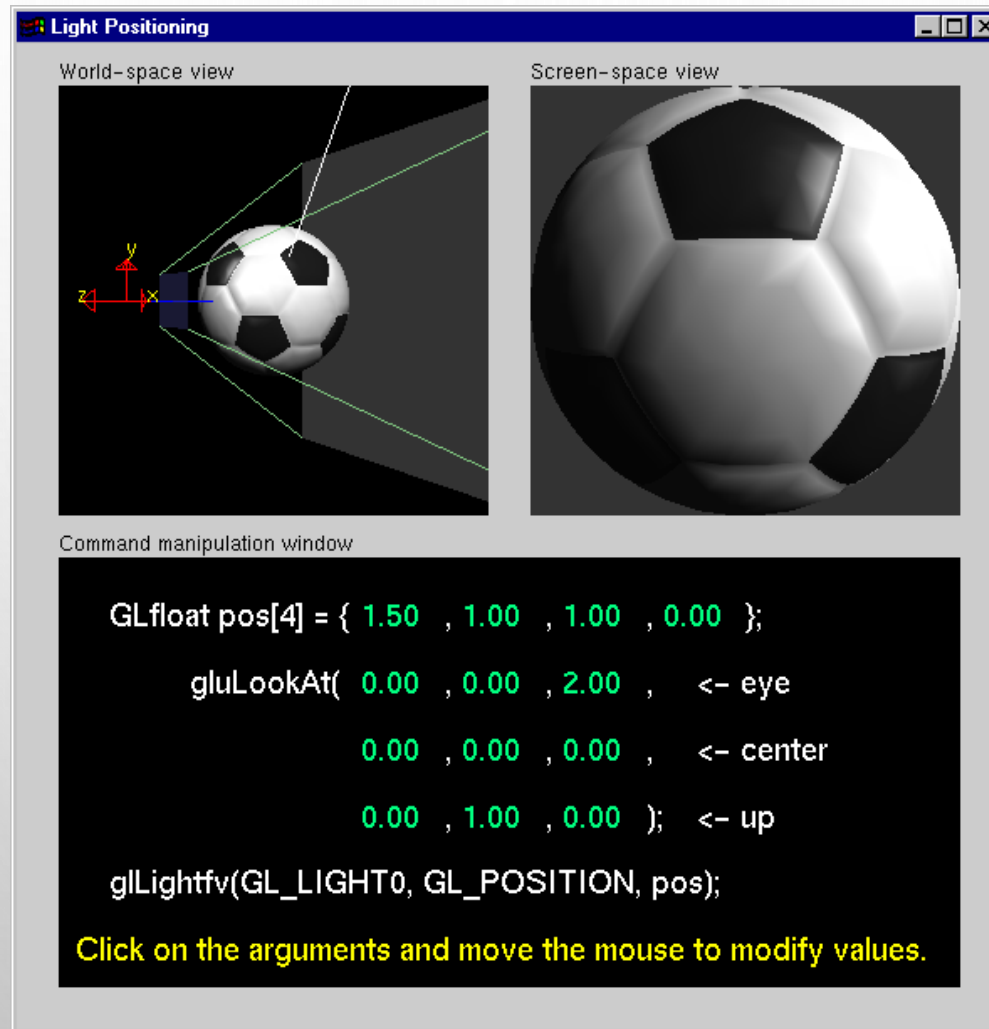 Light Positioning
World-space view
Screen-space view
y
z x
Command manipulation window
GLfloat pos[4] = { 1.50 , 1.00 , 1.00 , 0.00 };
gluLookAt( 0.00 , 0.00 , 2.00 , <- eye
0.00 , 0.00 , 0.00 , <- center
0.00 , 1.00 , 0.00 ); <- up
glLightfv(GL_LIGHT0, GL_POSITION, pos);
Click on the arguments and move the mouse to modify values.